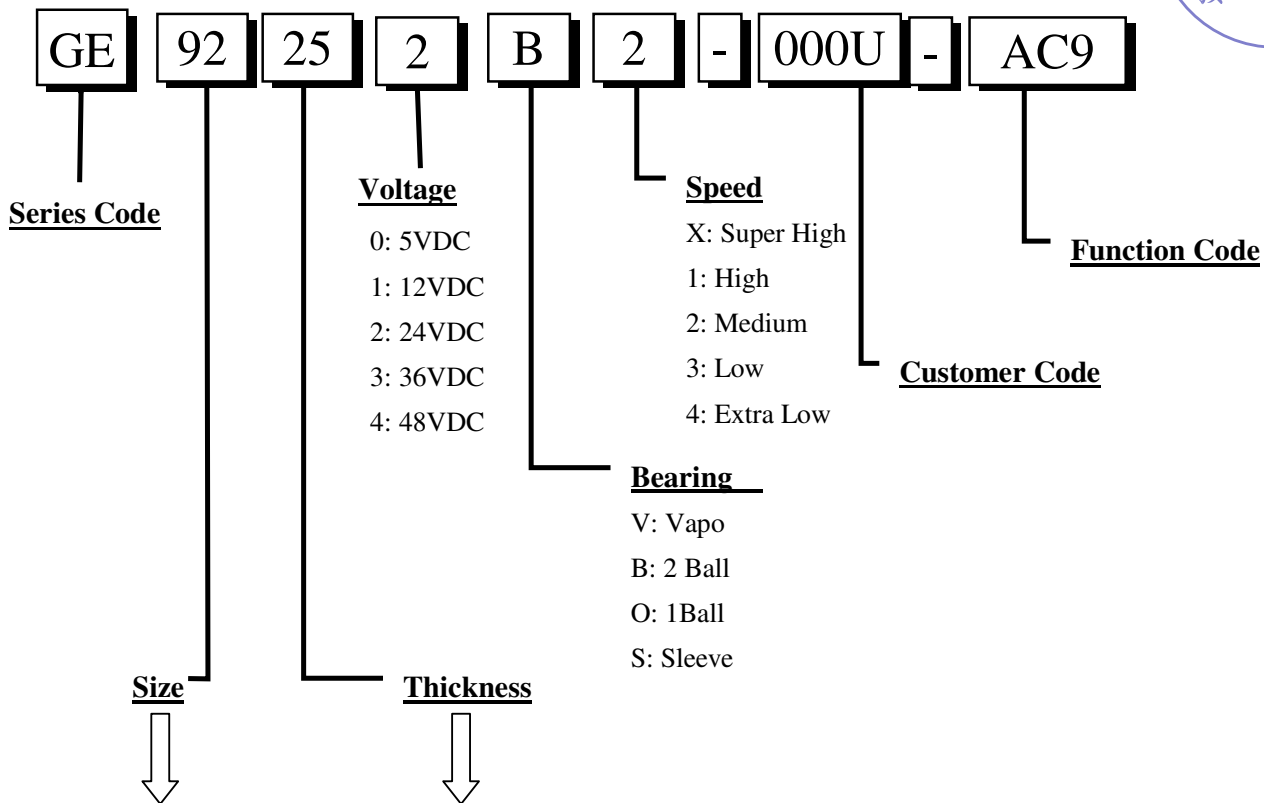 GE 92 25 2 B 2 - 000U - AC9
Series Code
Voltage
0: 5VDC
1: 12VDC
2: 24VDC
3: 36VDC
4: 48VDC
Speed
X: Super High
1: High
2: Medium
3: Low
4: Extra Low
Function Code
Customer Code
Bearing
V: Vapo
B: 2 Ball
O: 1Ball
S: Sleeve
Size
Thickness